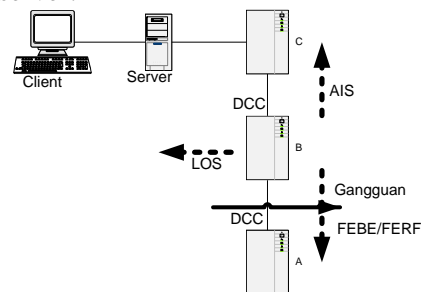 C
Client
Server
AIS
DCC
B
LOS
Gangguan
DCC
FEBE/FERF
A